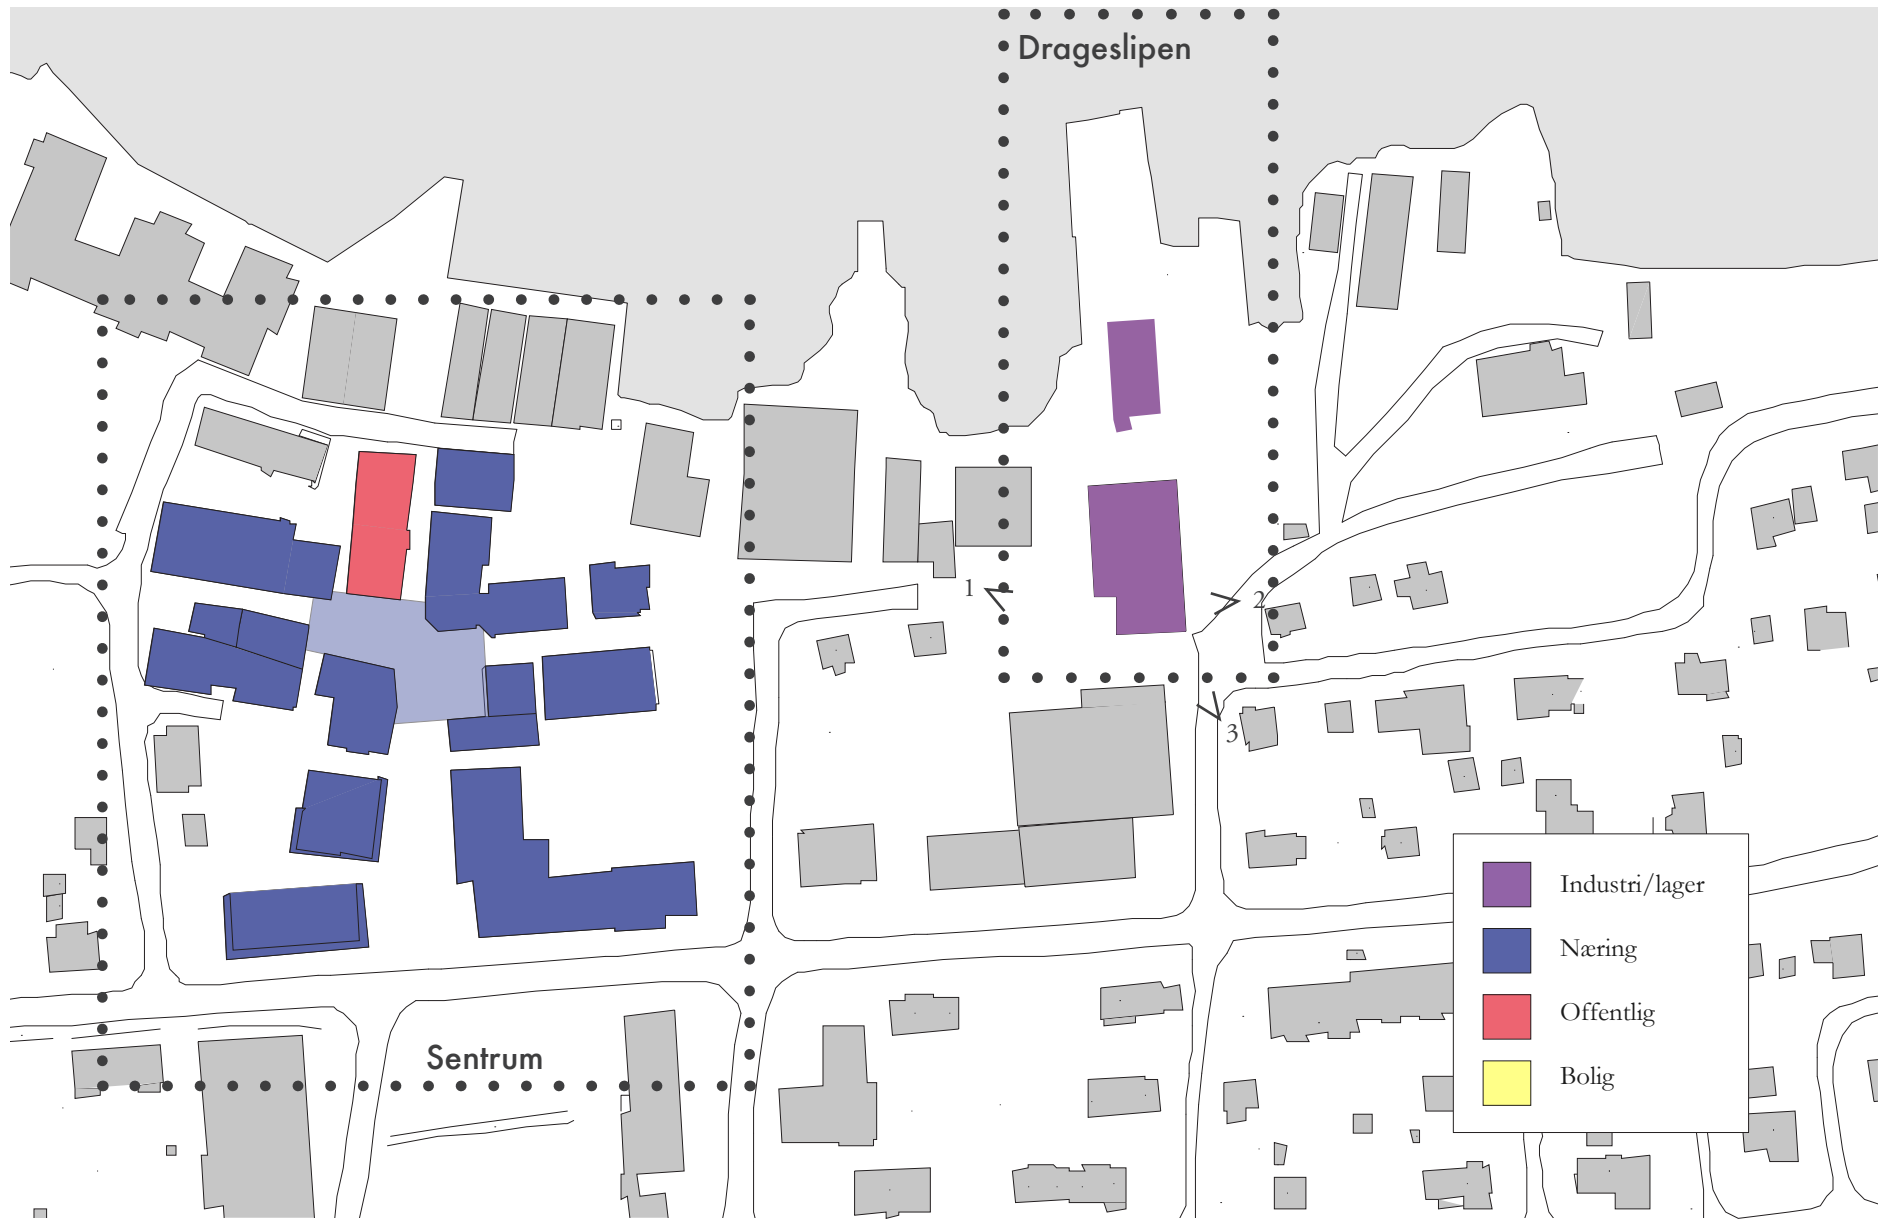 Drageslipen
1
2
3
Industri/lager
Næring
Offentlig
Bolig
Sentrum